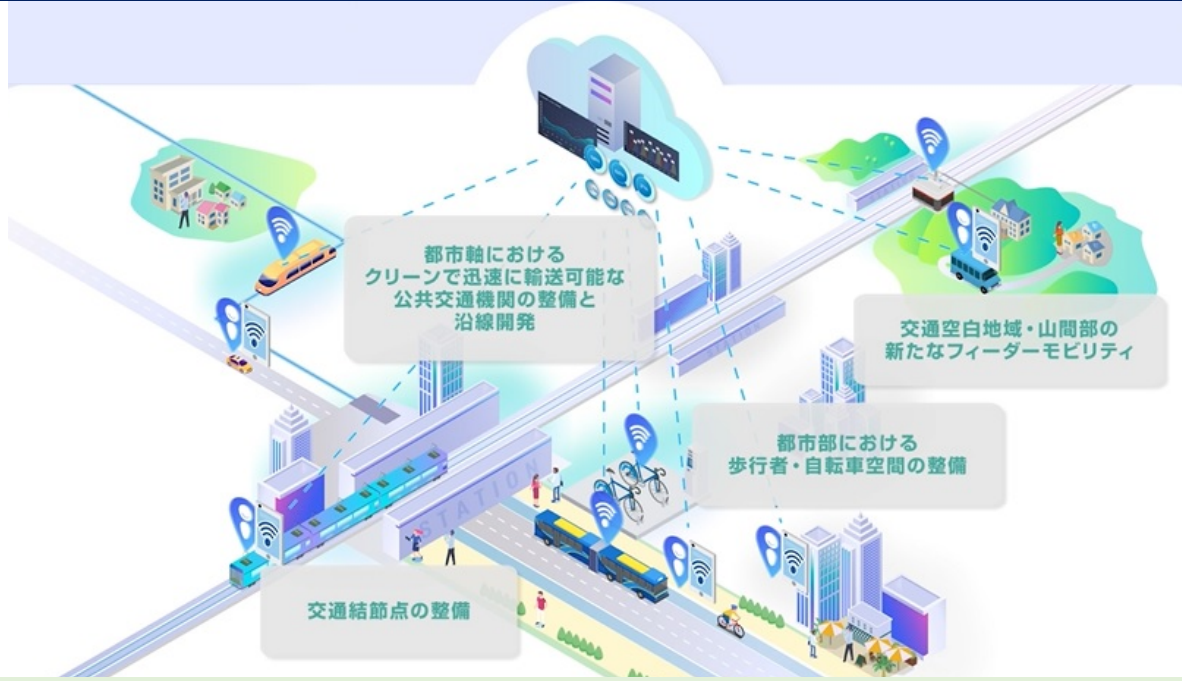 都市軸における
クリーンで迅速に輸送可能な
公共交通機関の整備と
沿線開発
交通空白地域・山間部の
新たなフィーダーモビリティ
都市部における
歩行者・自転車空間の整備
STATION
交通結節点の整備